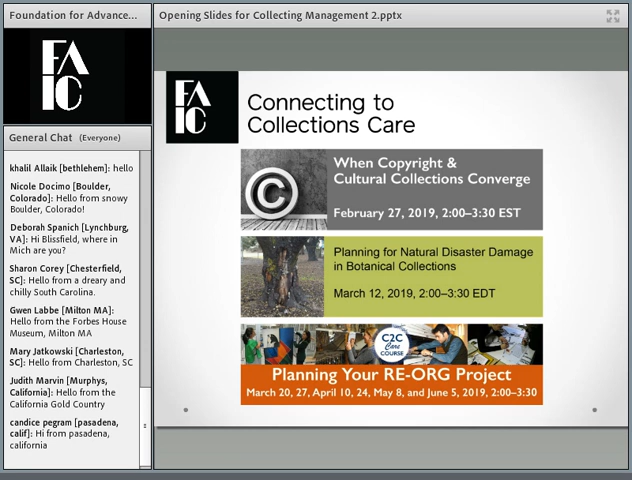 Foundation for Advance...
FA
IC
General Chat (Everyone)
khalil Allaik [bethlehem]: hello
Nicole Docimo [Boulder,
Colorado]: Hello from snowy
Boulder, Colorado!
Deborah Spanich [Lynchburg,
VA]: Hi Blissfield, where in
Mich are you?
Sharon Corey [Chesterfield,
SC]: Hello from a dreary and
chilly South Carolina.
Gwen Labbe [Milton MA]:
Hello from the Forbes House
Museum, Milton MA
Mary Jatkowski [Charleston,
SC]: Hello from Charleston, SC
Judith Marvin [Murphys,
California]: Hello from the
California Gold Country
candice pegram [pasadena,
calif]: Hi from pasadena,
california
Opening Slides for Collecting Management 2.pptx
FA
IC
Connecting to
Collections Care
©
When Copyright &
Cultural Collections Converge
February 27, 2019, 2:00–3:30 EST
Planning for Natural Disaster Damage
in Botanical Collections
March 12, 2019, 2:00–3:30 EDT
C2C
Care
COURSE
Planning Your RE-ORG Project
March 20, 27, April 10, 24, May 8, and June 5, 2019, 2:00–3:30